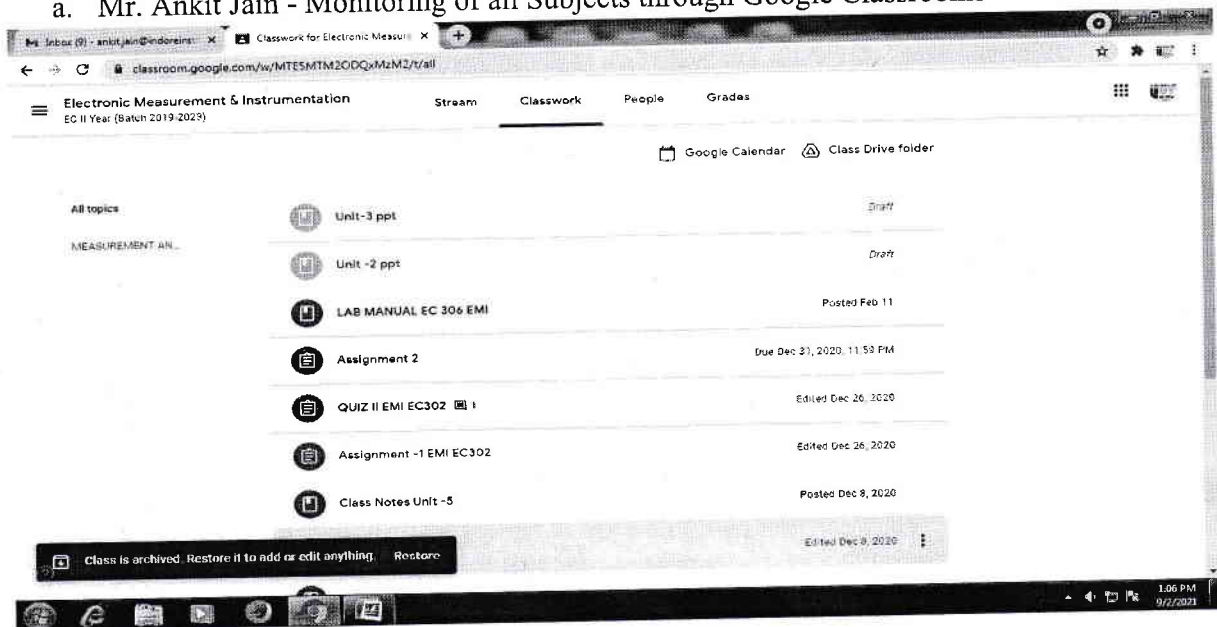 a. Mr. Ankit Jain - Monitoring of all Subjects through Google Classroom
Inbox (9) - ankit.jain@indoreins
Classwork for Electronic Measure
classroom.google.com/w/MTE5MTM2ODQxMzM2/t/all
Electronic Measurement & Instrumentation
EC II Year (Batch 2019-2023)
Stream Classwork People Grades
Google Calendar Class Drive folder
All topics
MEASUREMENT AN...
Unit-3 ppt Draft
Unit -2 ppt Draft
LAB MANUAL EC 306 EMI Posted Feb 11
Assignment 2 Due Dec 31, 2020, 11:59 PM
QUIZ II EMI EC302 Edited Dec 26, 2020
Assignment -1 EMI EC302 Edited Dec 26, 2020
Class Notes Unit -5 Posted Dec 8, 2020
Edited Dec 8, 2020
Class is archived. Restore it to add or edit anything. Restore
1:06 PM
9/2/2021